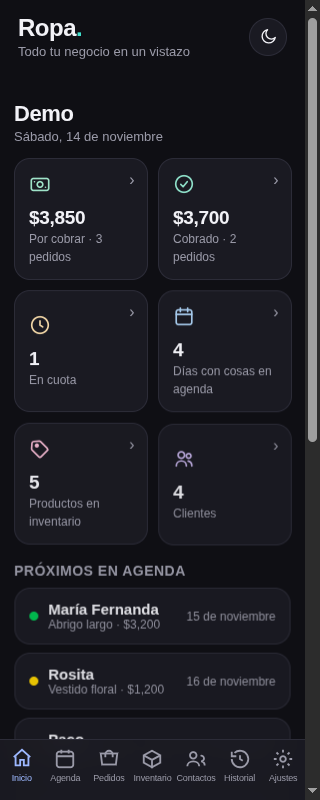 Ropa.
Todo tu negocio en un vistazo
Demo
Sábado, 14 de noviembre
$3,850
Por cobrar · 3
pedidos
$3,700
Cobrado · 2
pedidos
1
En cuota
4
Días con cosas en
agenda
5
Productos en
inventario
4
Clientes
PRÓXIMOS EN AGENDA
María Fernanda
Abrigo largo · $3,200
15 de noviembre
Rosita
Vestido floral · $1,200
16 de noviembre
Paco
Inicio
Agenda
Pedidos
Inventario
Contactos
Historial
Ajustes